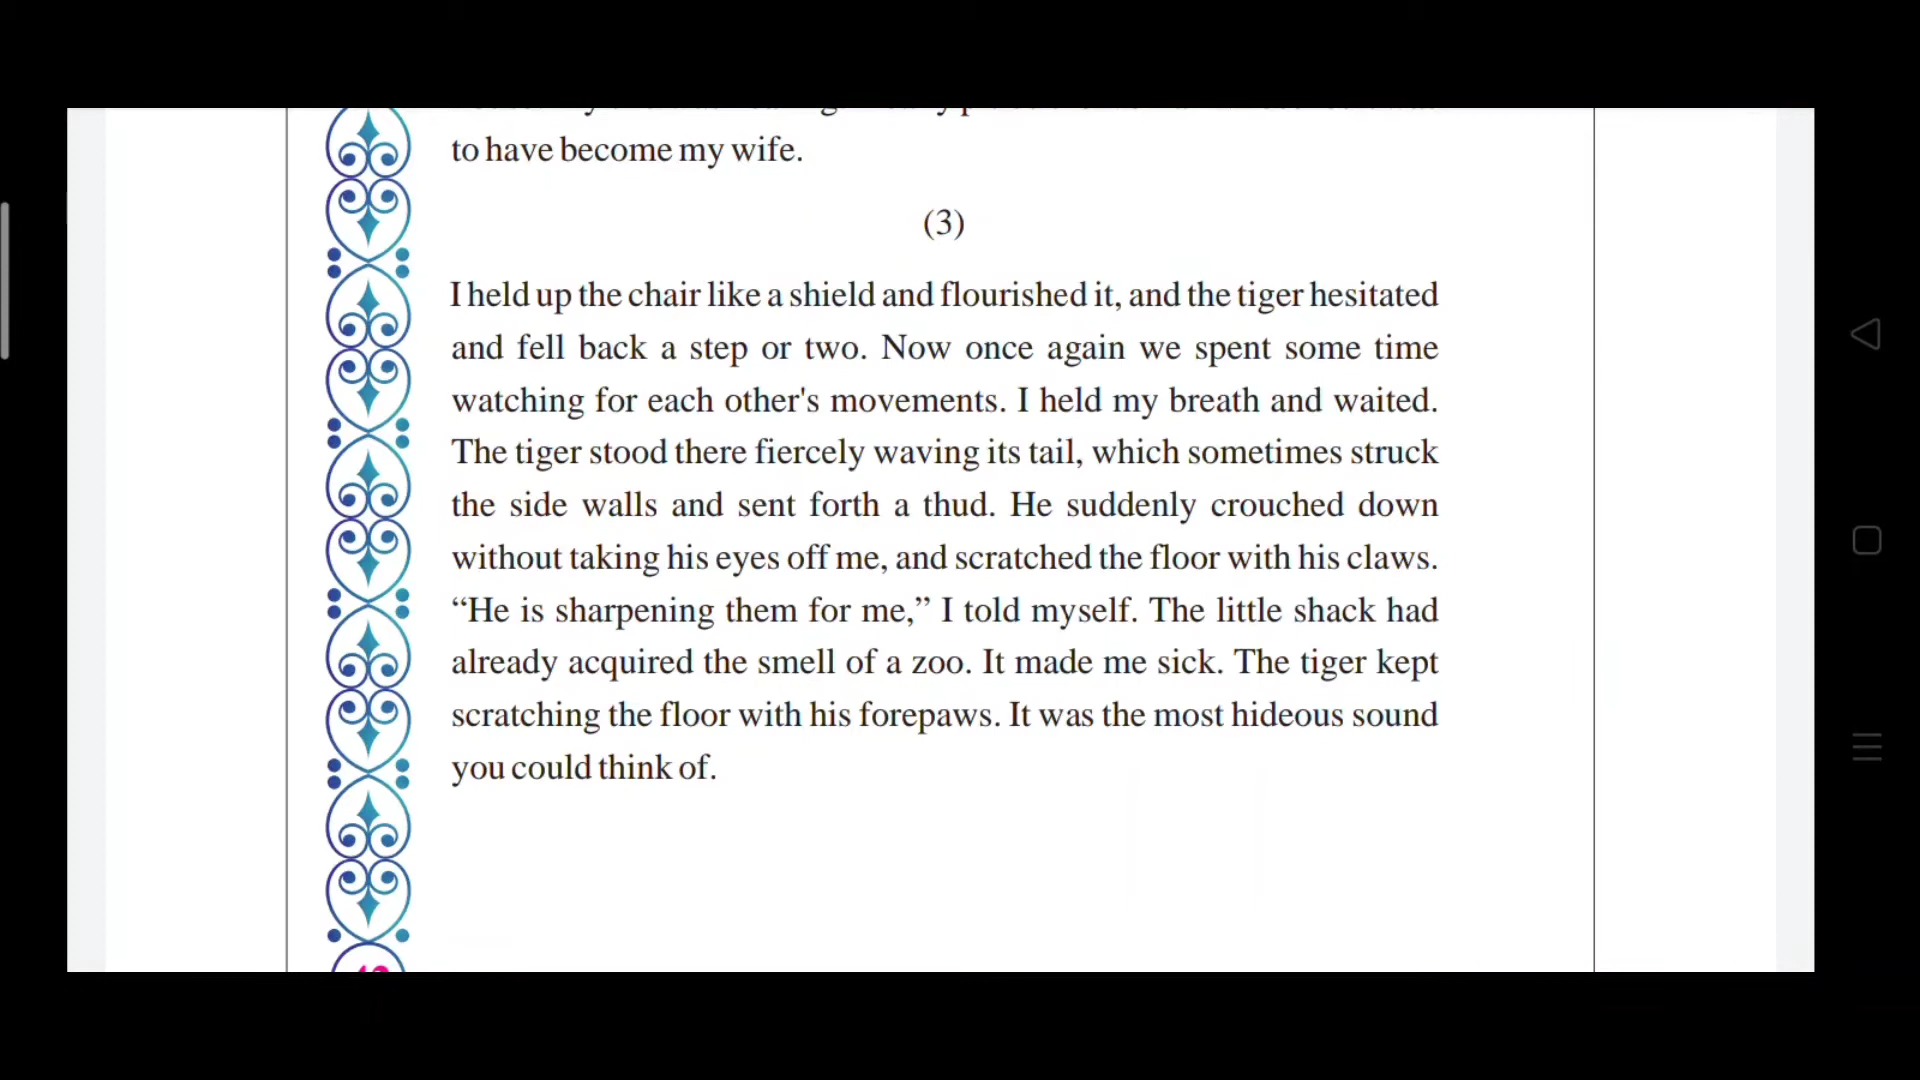 to have become my wife.
(3)
I held up the chair like a shield and flourished it, and the tiger hesitated
and fell back a step or two. Now once again we spent some time
watching for each other's movements. I held my breath and waited.
The tiger stood there fiercely waving its tail, which sometimes struck
the side walls and sent forth a thud. He suddenly crouched down
without taking his eyes off me, and scratched the floor with his claws.
“He is sharpening them for me,” I told myself. The little shack had
already acquired the smell of a zoo. It made me sick. The tiger kept
scratching the floor with his forepaws. It was the most hideous sound
you could think of.